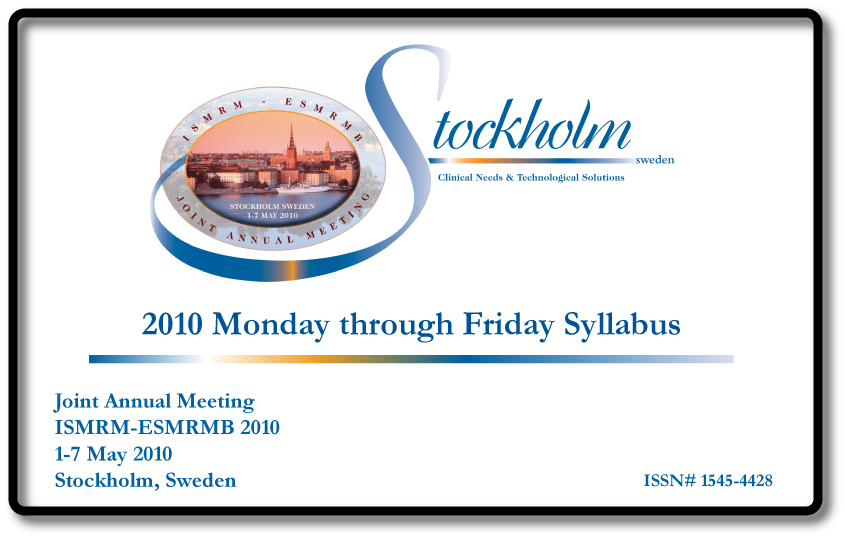 ISMRM - ESMRMB
STOCKHOLM SWEDEN
1-7 MAY 2010
JOINT ANNUAL MEETING
Stockholm
sweden
Clinical Needs & Technological Solutions
2010 Monday through Friday Syllabus
Joint Annual Meeting
ISMRM-ESMRMB 2010
1-7 May 2010
Stockholm, Sweden
ISSN# 1545-4428